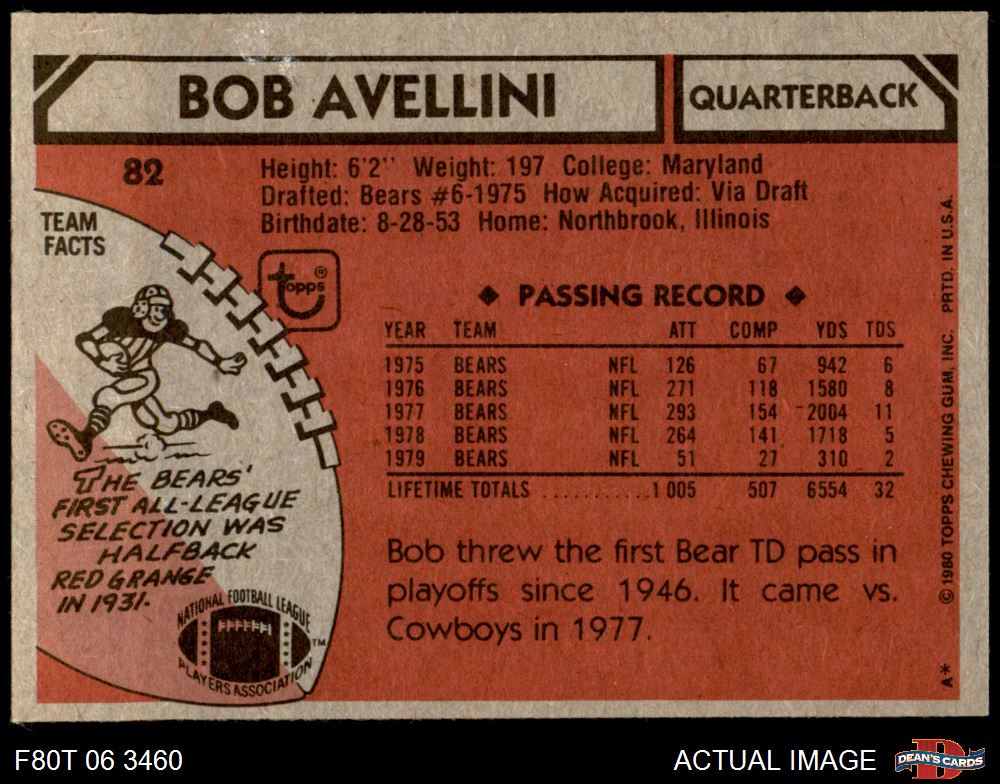 BOB AVELLINI
QUARTERBACK
82
Height: 6'2" Weight: 197 College: Maryland
Drafted: Bears #6-1975 How Acquired: Via Draft
Birthdate: 8-28-53 Home: Northbrook, Illinois
TEAM
FACTS
topps®
THE BEARS'
FIRST ALL-LEAGUE
SELECTION WAS
HALFBACK
RED GRANGE
IN 1931.
NATIONAL FOOTBALL LEAGUE
PLAYERS ASSOCIATION
TM
◆ PASSING RECORD ◆
YEAR TEAM ATT COMP YDS TDS
1975 BEARS NFL 126 67 942 6
1976 BEARS NFL 271 118 1580 8
1977 BEARS NFL 293 154 2004 11
1978 BEARS NFL 264 141 1718 5
1979 BEARS NFL 51 27 310 2
LIFETIME TOTALS ........... 1005 507 6554 32
Bob threw the first Bear TD pass in
playoffs since 1946. It came vs.
Cowboys in 1977.
A* © 1980 TOPPS CHEWING GUM, INC. PRTD. IN U.S.A.
F80T 06 3460
ACTUAL IMAGE
D
DEAN'S CARDS